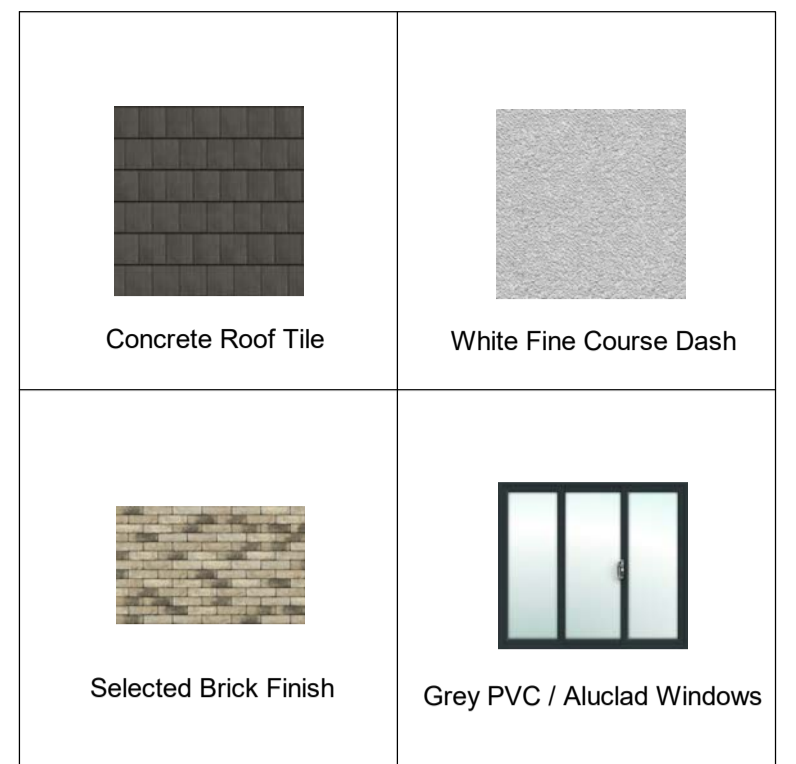 Concrete Roof Tile
White Fine Course Dash
Selected Brick Finish
Grey PVC / Aluclad Windows